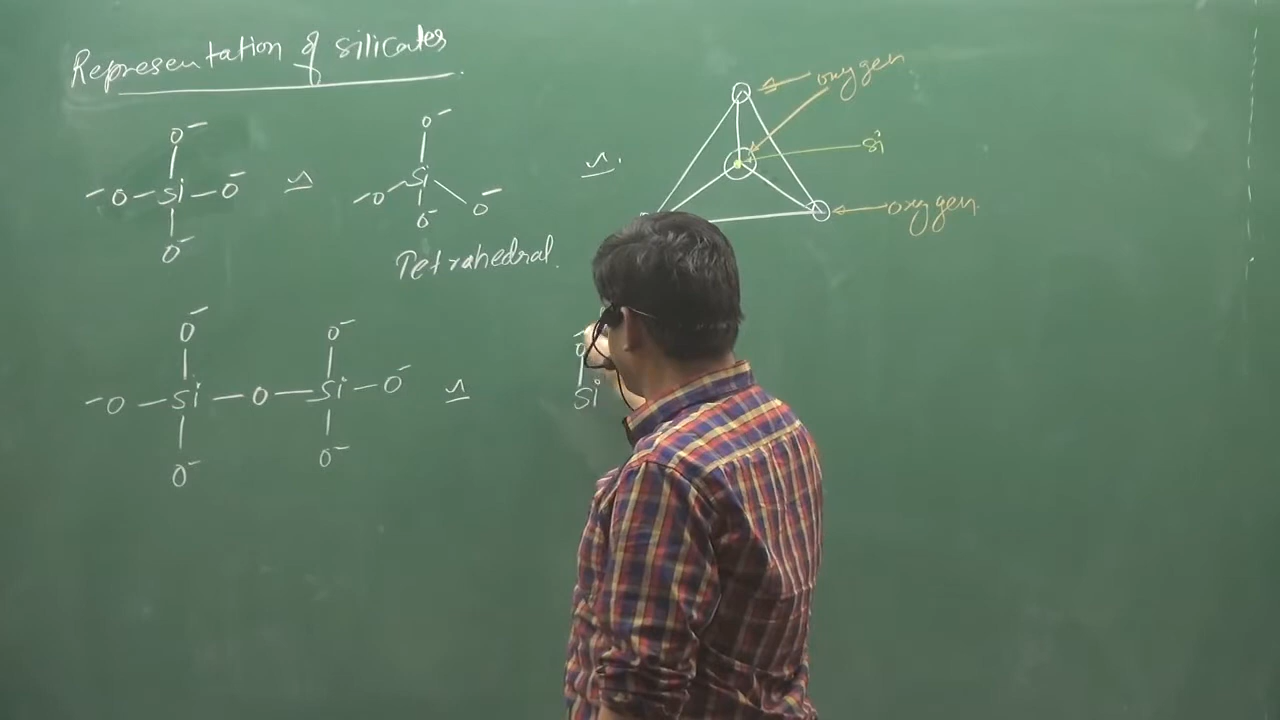 Representation of silicates
O⁻ O⁻ oxygen
⁻O–Si–O⁻ ≃ ⁻O Si O⁻ ≃. Si
O⁻ O⁻ oxygen
Tetrahedral.
O⁻ O⁻ O⁻
⁻O–Si–O–Si–O⁻ ≃ Si
O⁻ O⁻